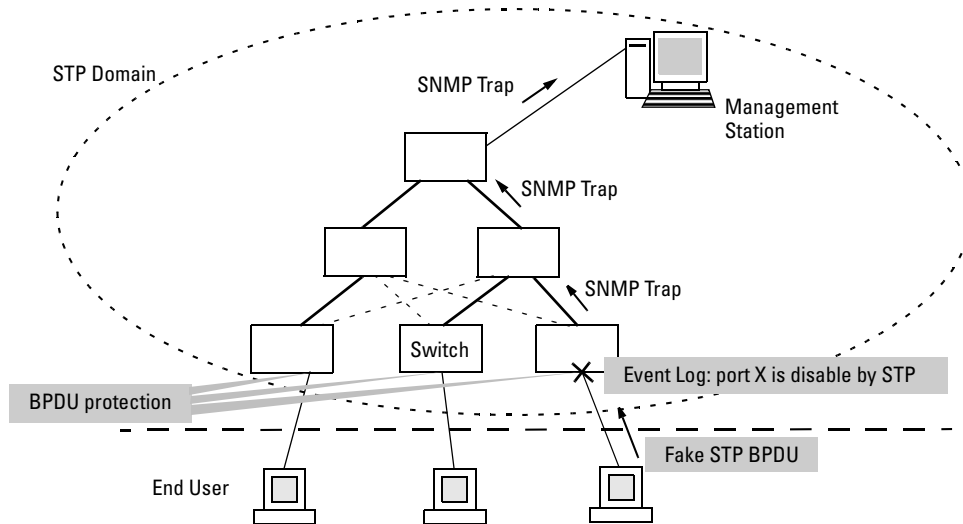 STP Domain
SNMP Trap
Management
Station
SNMP Trap
SNMP Trap
Switch
Event Log: port X is disable by STP
BPDU protection
Fake STP BPDU
End User